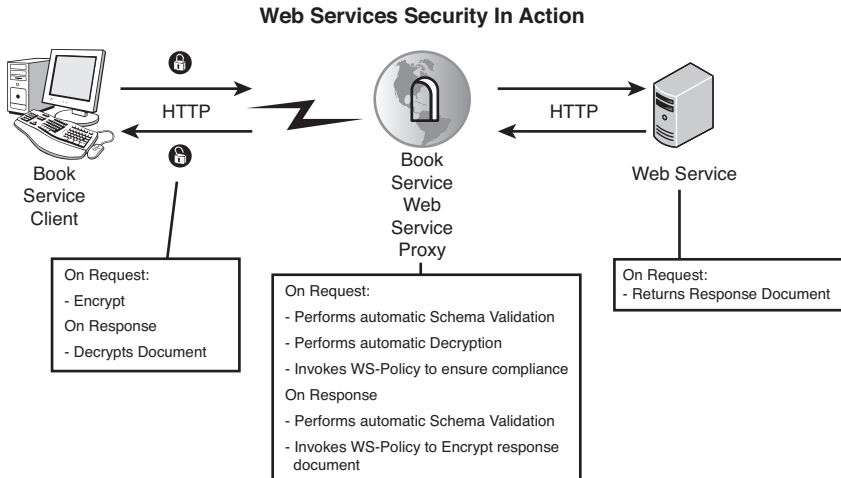 Web Services Security In Action
HTTP
HTTP
Book
Service
Client
Book
Service
Web
Service
Proxy
Web Service
On Request:
- Encrypt
On Response
- Decrypts Document
On Request:
- Performs automatic Schema Validation
- Performs automatic Decryption
- Invokes WS-Policy to ensure compliance
On Response
- Performs automatic Schema Validation
- Invokes WS-Policy to Encrypt response
document
On Request:
- Returns Response Document